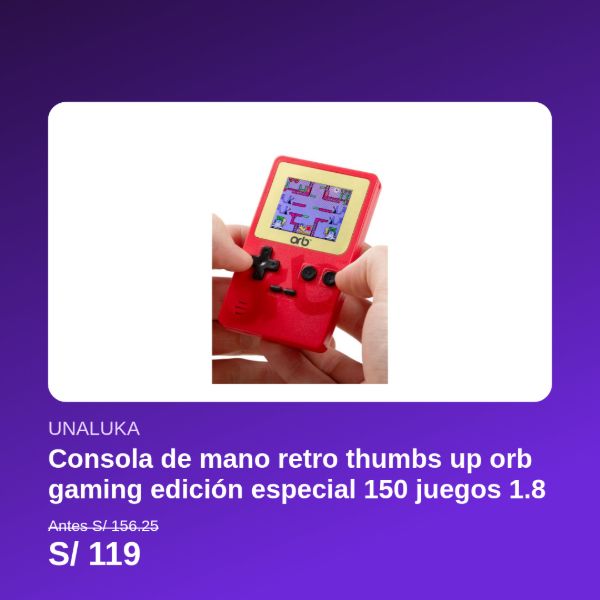 orb
UNALUKA
Consola de mano retro thumbs up orb
gaming edición especial 150 juegos 1.8
Antes S/ 156.25
S/ 119